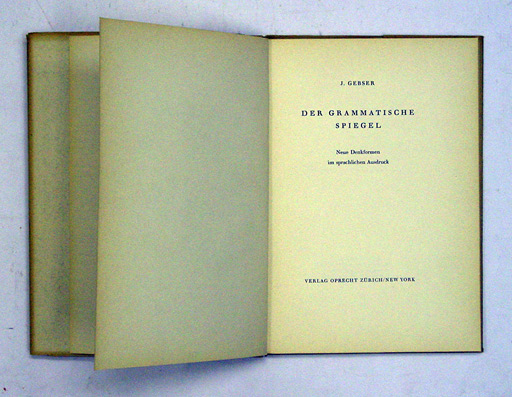 J. GEBSER
DER GRAMMATISCHE
SPIEGEL
Neue Denkformen
im sprachlichen Ausdruck
VERLAG OPRECHT ZÜRICH/NEW YORK